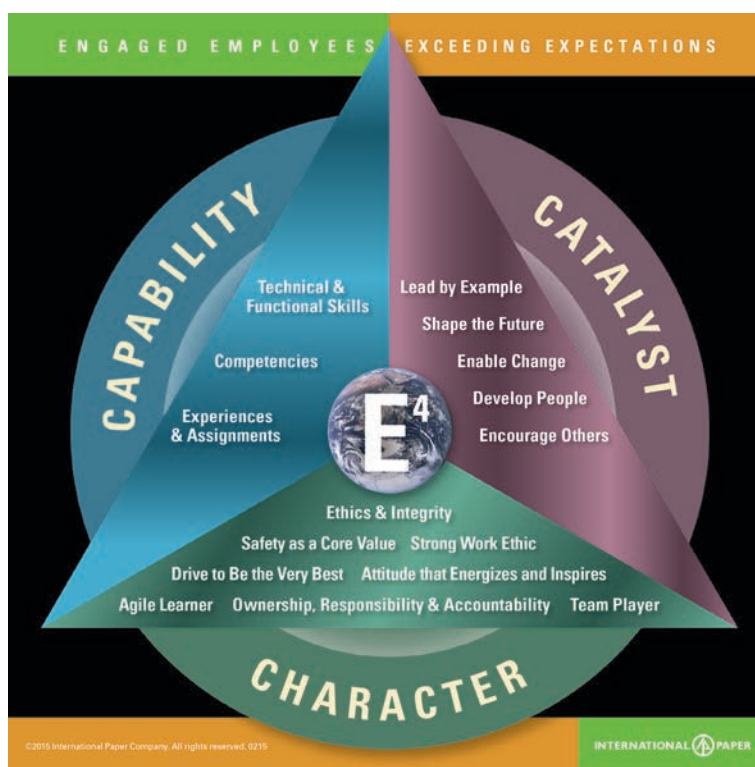 ENGAGED EMPLOYEES EXCEEDING EXPECTATIONS
CAPABILITY
Technical &
Functional Skills
Competencies
Experiences
& Assignments
CATALYST
Lead by Example
Shape the Future
Enable Change
Develop People
Encourage Others
E⁴
Ethics & Integrity
Safety as a Core Value Strong Work Ethic
Drive to Be the Very Best Attitude that Energizes and Inspires
Agile Learner Ownership, Responsibility & Accountability Team Player
CHARACTER
©2015 International Paper Company. All rights reserved. 0215
INTERNATIONAL PAPER